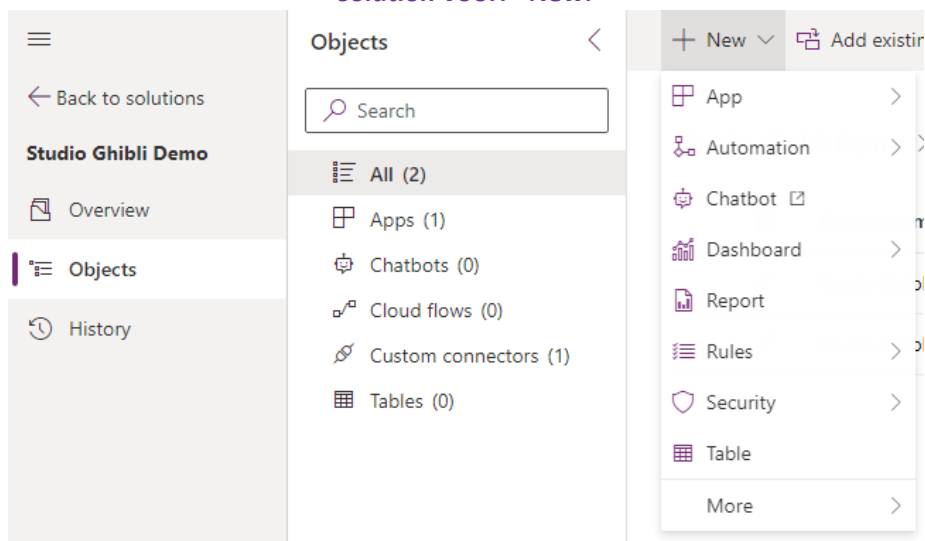 Objects
New
Add existin
Back to solutions
Search
App
Studio Ghibli Demo
Automation
All (2)
Chatbot
Overview
Apps (1)
Dashboard
Objects
Chatbots (0)
Report
Cloud flows (0)
History
Rules
Custom connectors (1)
Security
Tables (0)
Table
More